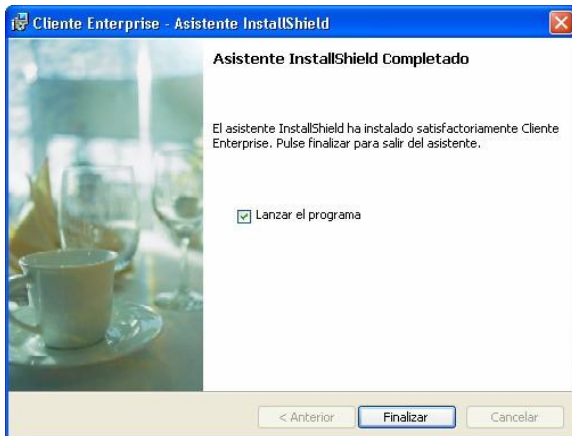 Cliente Enterprise - Asistente InstallShield
Asistente InstallShield Completado
El asistente InstallShield ha instalado satisfactoriamente Cliente
Enterprise. Pulse finalizar para salir del asistente.
Lanzar el programa
< Anterior
Finalizar
Cancelar